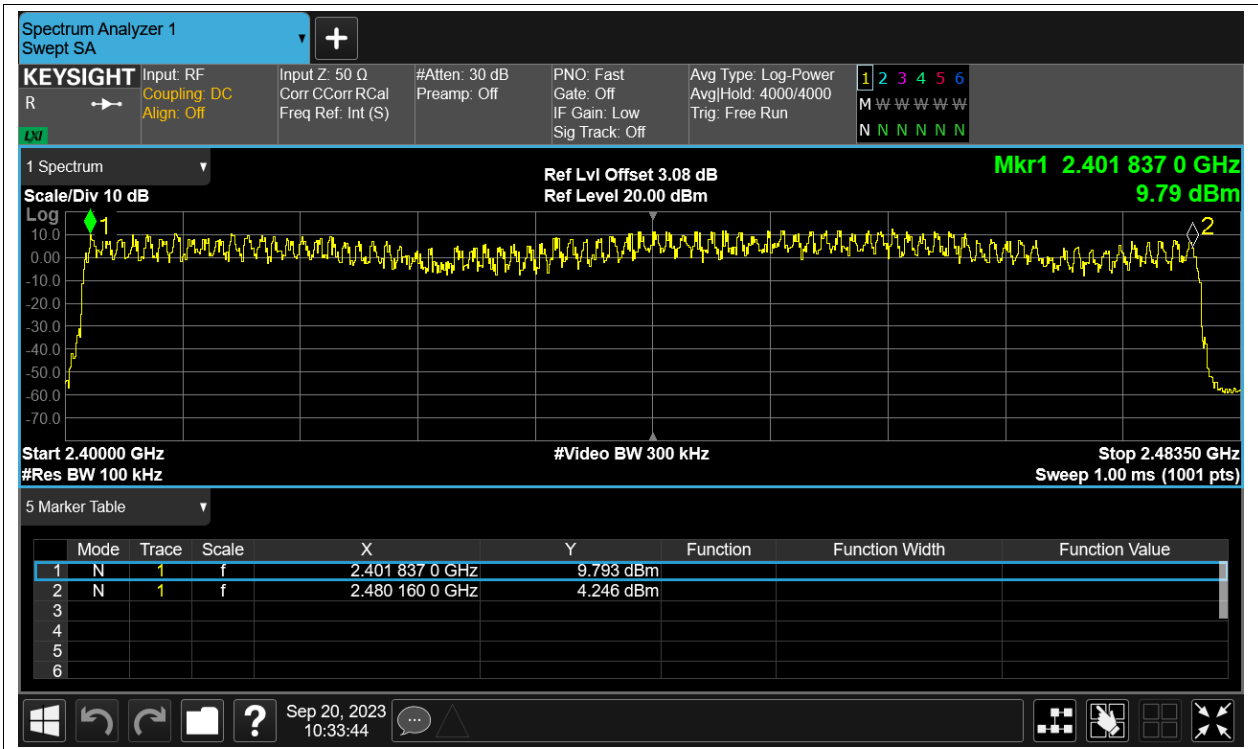 Spectrum Analyzer 1
Swept SA
KEYSIGHT Input: RF Input Z: 50 Ω #Atten: 30 dB PNO: Fast Avg Type: Log-Power 1 2 3 4 5 6
R Coupling: DC Corr CCorr RCal Preamp: Off Gate: Off Avg|Hold: 4000/4000 M W W W W W
Align: Off Freq Ref: Int (S) IF Gain: Low Trig: Free Run
LXI Sig Track: Off N N N N N N
1 Spectrum Ref Lvl Offset 3.08 dB Mkr1 2.401 837 0 GHz
Scale/Div 10 dB Ref Level 20.00 dBm 9.79 dBm
Log
1 2
10.0
0.00
-10.0
-20.0
-30.0
-40.0
-50.0
-60.0
-70.0
Start 2.40000 GHz #Video BW 300 kHz Stop 2.48350 GHz
#Res BW 100 kHz Sweep 1.00 ms (1001 pts)
5 Marker Table
Mode Trace Scale X Y Function Function Width Function Value
1 N 1 f 2.401 837 0 GHz 9.793 dBm
2 N 1 f 2.480 160 0 GHz 4.246 dBm
3
4
5
6
? Sep 20, 2023
10:33:44